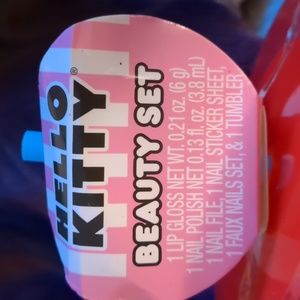 HELLO
KITTY®
BEAUTY SET
1 LIP GLOSS NET WT. 0.21 oz. (6 g)
1 NAIL POLISH NET 0.13 fl. oz. (3.8 mL)
1 NAIL FILE, 1 NAIL STICKER SHEET,
1 FAUX NAILS SET, & 1 TUMBLER